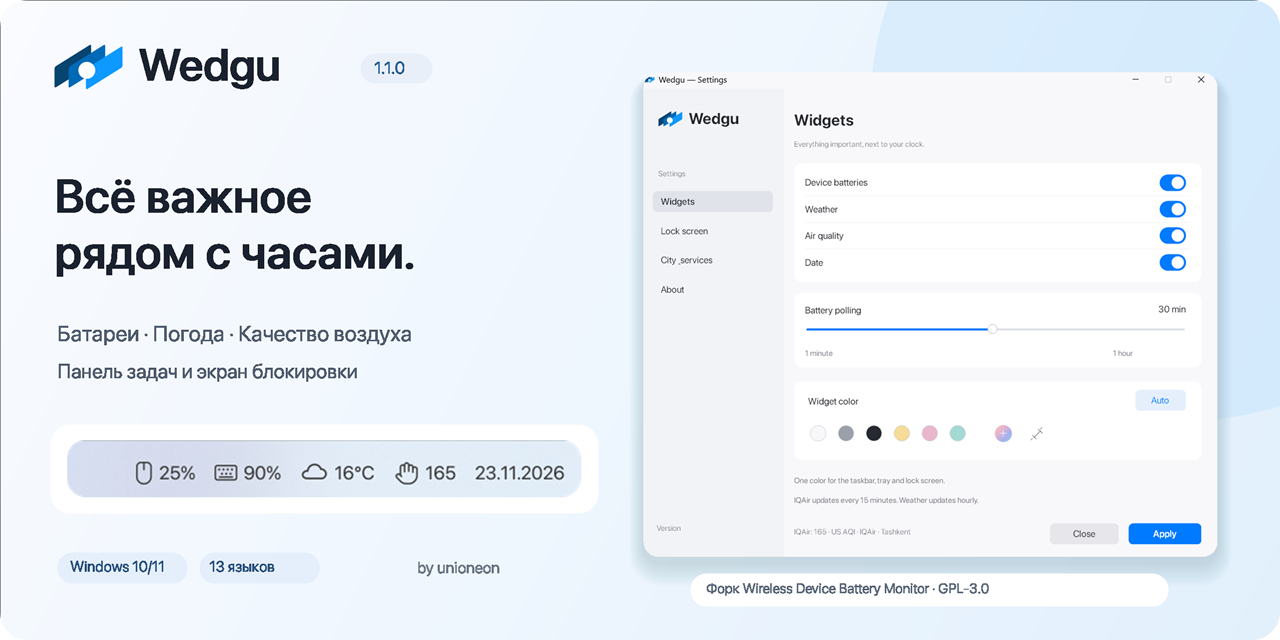 Wedgu
1.1.0
Всё важное
рядом с часами.
Батареи · Погода · Качество воздуха
Панель задач и экран блокировки
25% 90% 16°C 165 23.11.2026
Windows 10/11
13 языков
by unioneon
Wedgu — Settings
Wedgu
Settings
Widgets
Lock screen
City ,services
About
Version
Widgets
Everything important, next to your clock.
Device batteries
Weather
Air quality
Date
Battery polling
30 min
1 minute
1 hour
Widget color
Auto
One color for the taskbar, tray and lock screen.
IQAir updates every 15 minutes. Weather updates hourly.
IQAir: 165 · US AQI · IQAir · Tashkent
Close
Apply
Форк Wireless Device Battery Monitor · GPL-3.0